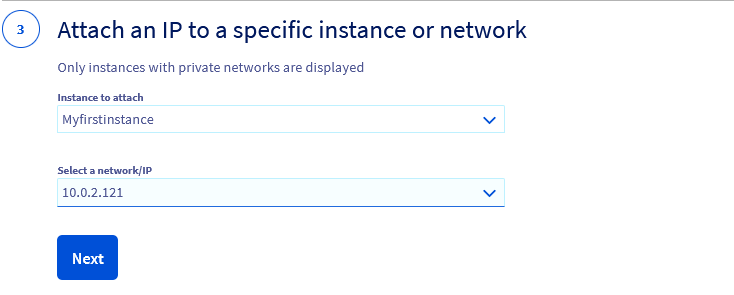 3
Attach an IP to a specific instance or network
Only instances with private networks are displayed
Instance to attach
Myfirstinstance
Select a network/IP
10.0.2.121
Next